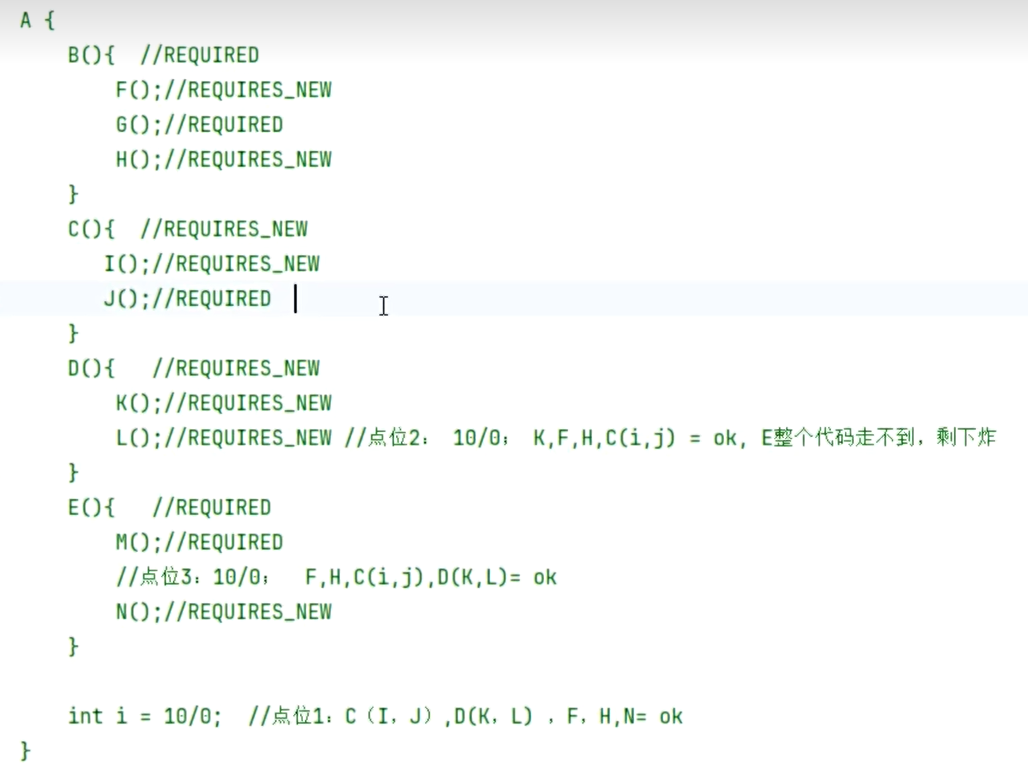 A {
B(){  //REQUIRED
F();//REQUIRES_NEW
G();//REQUIRED
H();//REQUIRES_NEW
}
C(){  //REQUIRES_NEW
I();//REQUIRES_NEW
J();//REQUIRED
}
D(){   //REQUIRES_NEW
K();//REQUIRES_NEW
L();//REQUIRES_NEW //点位2： 10/0； K,F,H,C(i,j) = ok, E整个代码走不到，剩下炸
}
E(){   //REQUIRED
M();//REQUIRED
//点位3：10/0；  F,H,C(i,j),D(K,L)= ok
N();//REQUIRES_NEW
}
int i = 10/0;  //点位1：C（I，J）,D(K，L) ，F，H,N= ok
}